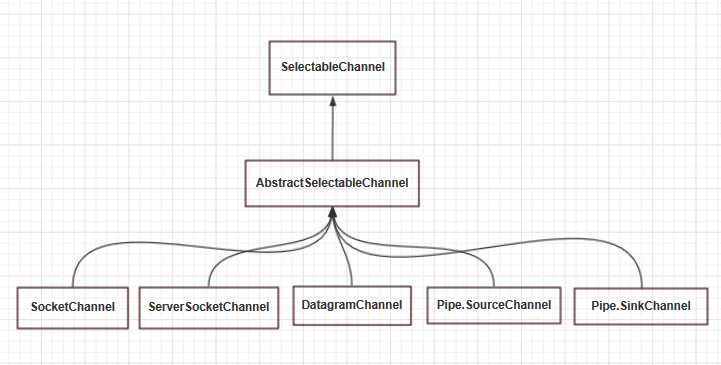 SelectableChannel
AbstractSelectableChannel
SocketChannel
ServerSocketChannel
DatagramChannel
Pipe.SourceChannel
Pipe.SinkChannel